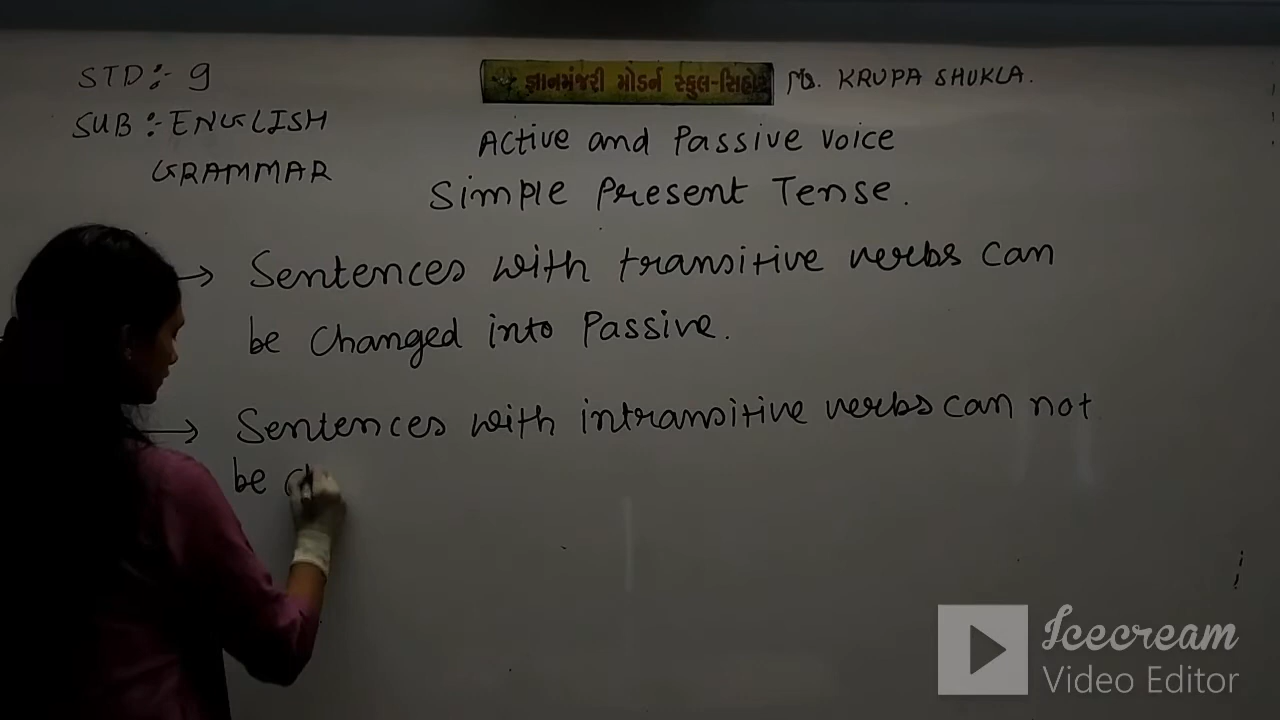 STD:- 9
SUB:-ENGLISH
GRAMMAR
જ્ઞાનમંજરી મોડર્ન સ્કુલ-સિહોર
KRUPA SHUKLA.
Active and Passive voice
Simple Present Tense.
→ Sentences with transitive verbs can
be changed into Passive.
→ Sentences with intransitive verbs can not
be
Icecream
Video Editor